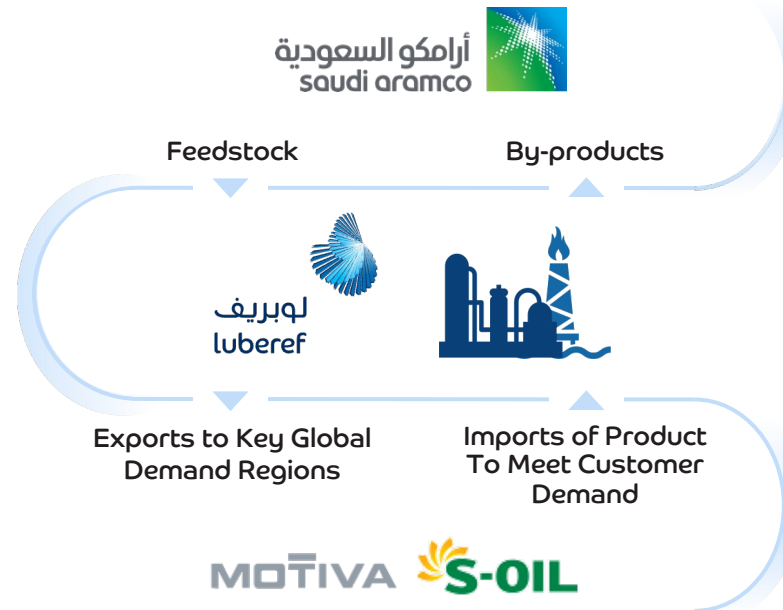 أرامكو السعودية
saudi aramco
Feedstock
By-products
لوبريف
luberef
Exports to Key Global
Demand Regions
Imports of Product
To Meet Customer
Demand
MOTIVA
S-OIL